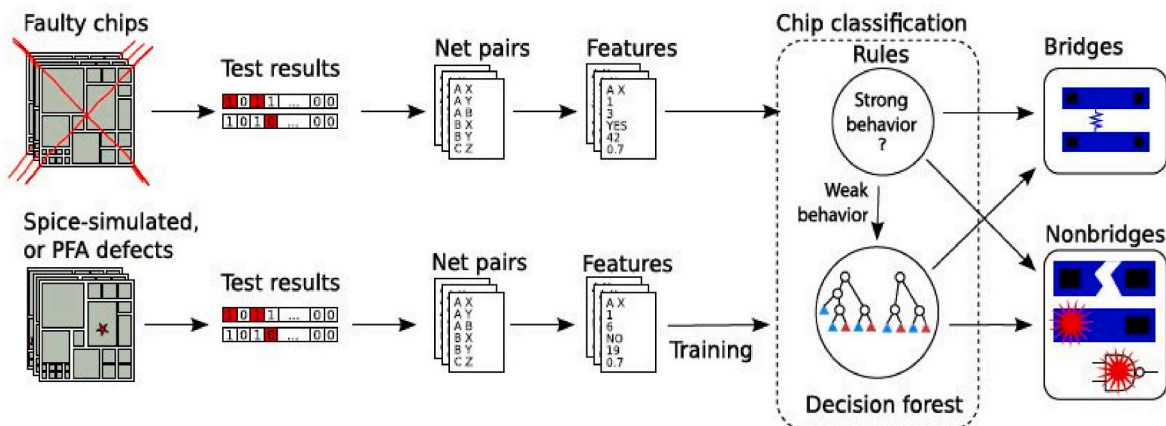 Faulty chips
Test results
1 0 1 1 ... 0 0
1 0 1 0 ... 0 0
Net pairs
A X
A Y
A B
B X
B Y
C Z
Features
A X
1
3
YES
42
0.7
Chip classification
Rules
Strong
behavior
?
Weak
behavior
Decision forest
Bridges
Nonbridges
Spice-simulated,
or PFA defects
Test results
1 0 1 1 ... 0 0
1 0 1 0 ... 0 0
Net pairs
A X
A Y
A B
B X
B Y
C Z
Features
A X
1
6
NO
19
0.7
Training